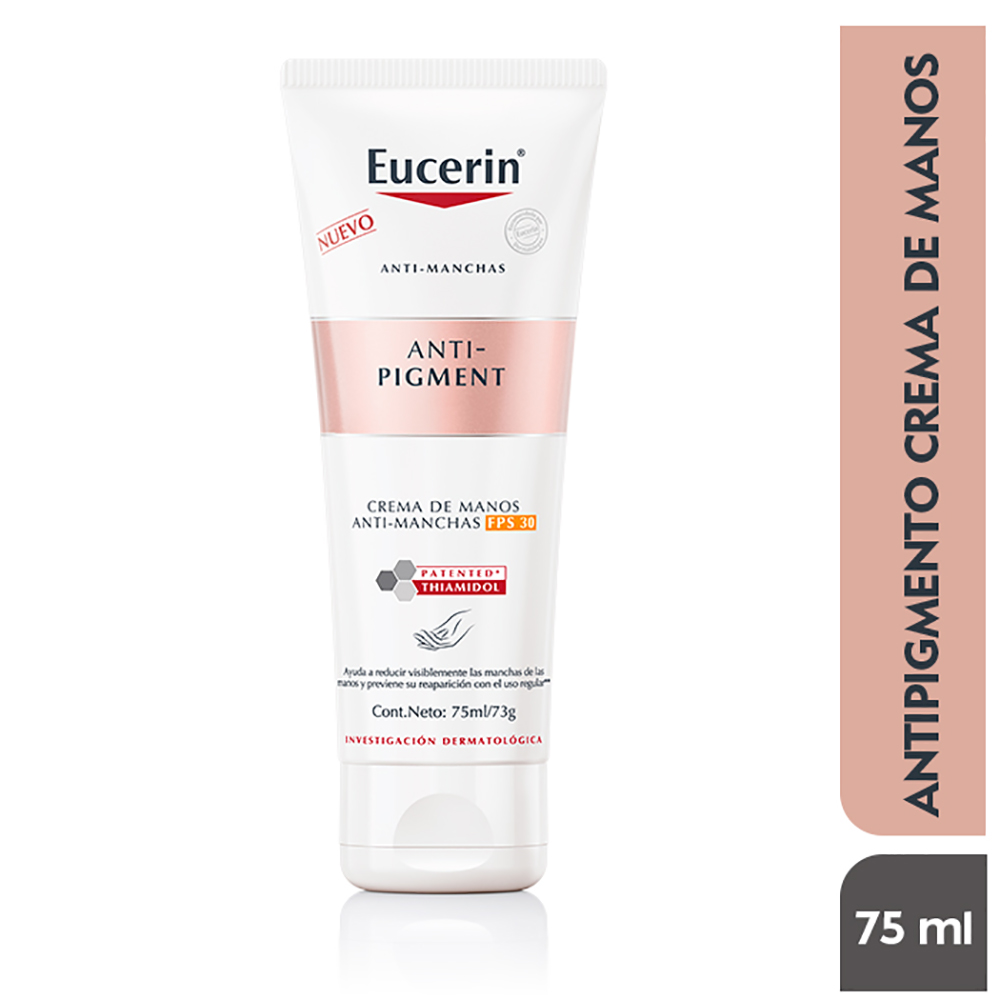 Eucerin®
NUEVO
Eucerin
ANTI-MANCHAS
ANTI-
PIGMENT
CREMA DE MANOS
ANTI-MANCHAS FPS 30
PATENTED*
THIAMIDOL
Ayuda a reducir visiblemente las manchas de las
manos y previene su reaparición con el uso regular***
Cont.Neto: 75ml/73g
INVESTIGACIÓN DERMATOLÓGICA
ANTIPIGMENTO CREMA DE MANOS
75 ml